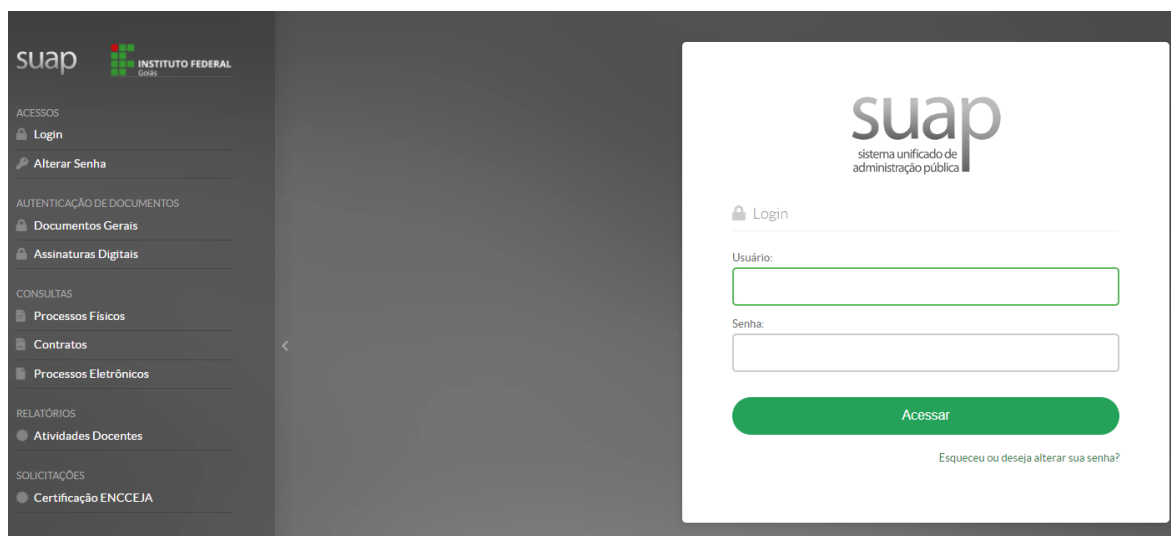 suap
INSTITUTO FEDERAL
Goiás
ACESSOS
Login
Alterar Senha
AUTENTICAÇÃO DE DOCUMENTOS
Documentos Gerais
Assinaturas Digitais
CONSULTAS
Processos Físicos
Contratos
Processos Eletrônicos
RELATÓRIOS
Atividades Docentes
SOLICITAÇÕES
Certificação ENCCEJA
suap
sistema unificado de
administração pública
Login
Usuário:
Senha:
Acessar
Esqueceu ou deseja alterar sua senha?